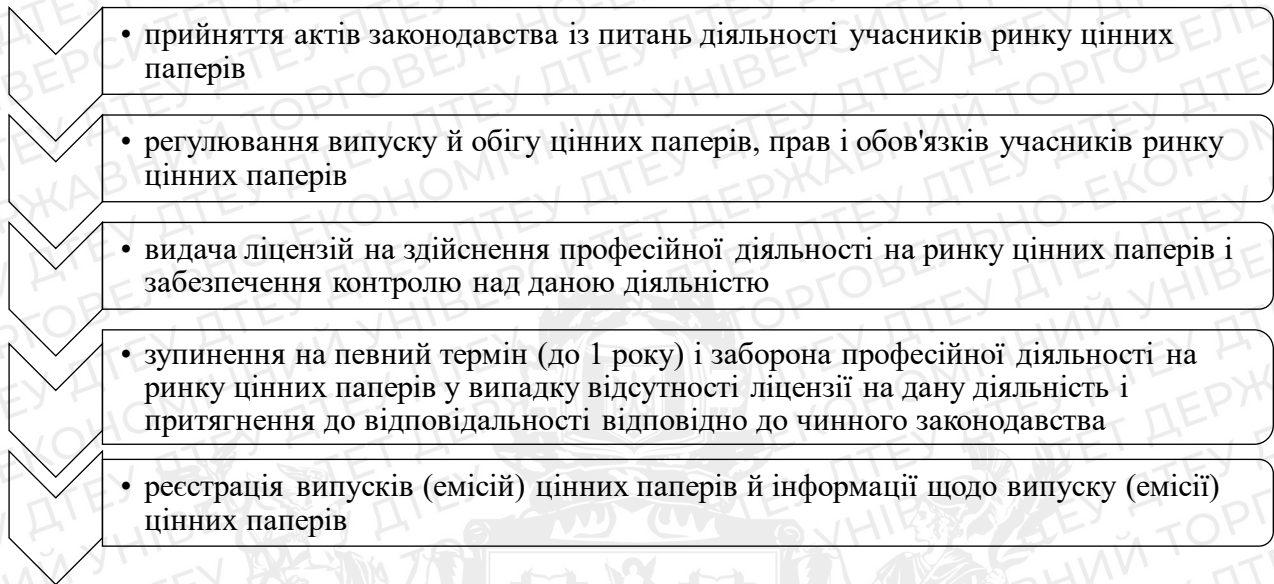 • прийняття актів законодавства із питань діяльності учасників ринку цінних
паперів
• регулювання випуску й обігу цінних паперів, прав і обов'язків учасників ринку
цінних паперів
• видача ліцензій на здійснення професійної діяльності на ринку цінних паперів і
забезпечення контролю над даною діяльністю
• зупинення на певний термін (до 1 року) і заборона професійної діяльності на
ринку цінних паперів у випадку відсутності ліцензії на дану діяльність і
притягнення до відповідальності відповідно до чинного законодавства
• реєстрація випусків (емісій) цінних паперів й інформації щодо випуску (емісії)
цінних паперів